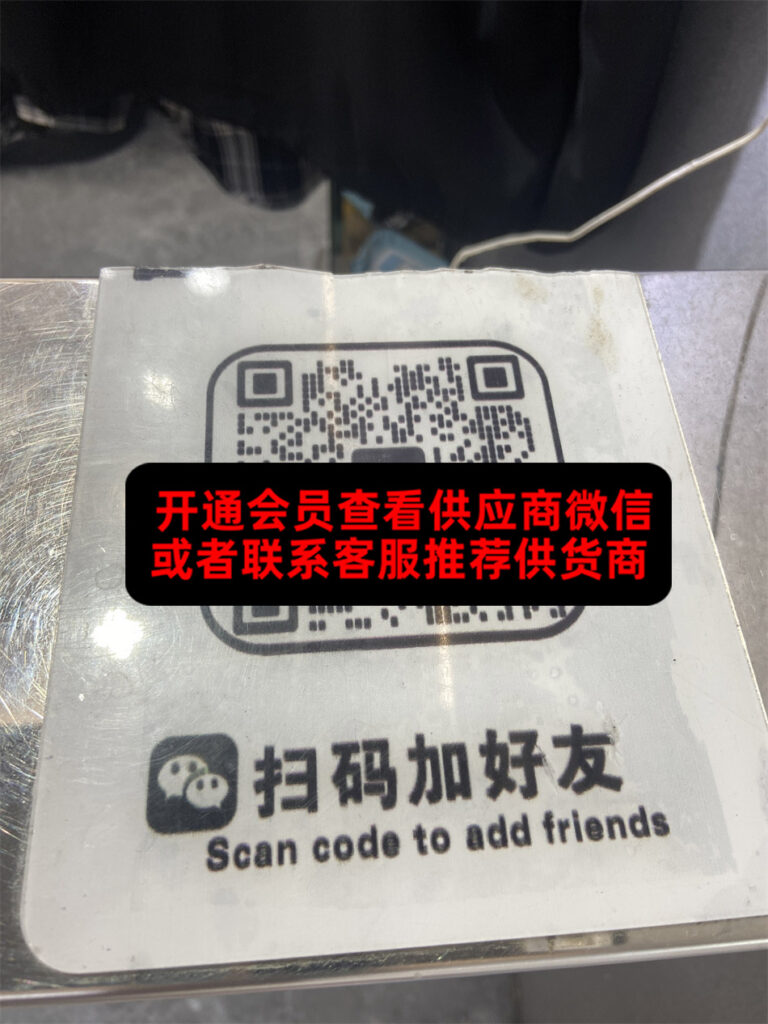 开通会员查看供应商微信
或者联系客服推荐供货商
扫码加好友
Scan code to add friends